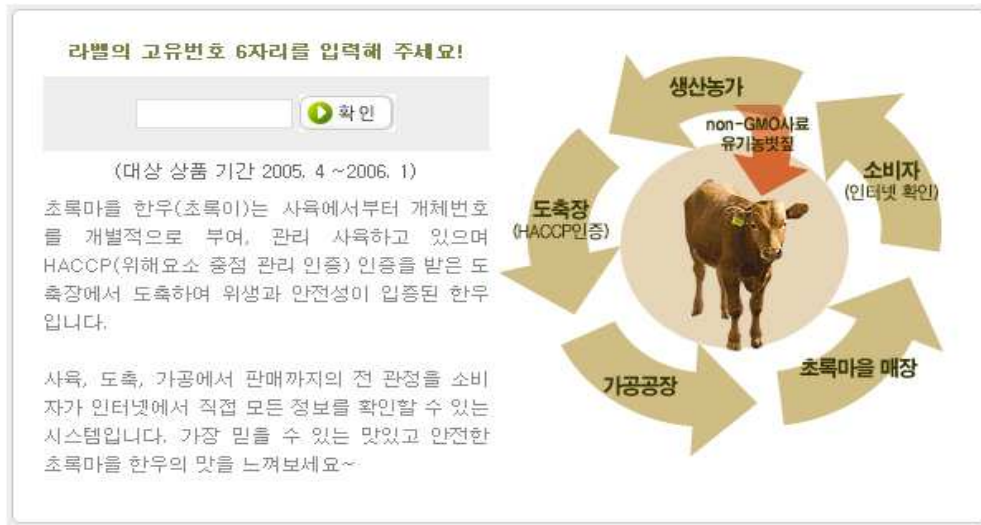 라벨의 고유번호 6자리를 입력해 주세요!
확인
(대상 상품 기간 2005. 4 ~2006. 1)
초록마을 한우(초록이)는 사육에서부터 개체번호
를 개별적으로 부여, 관리 사육하고 있으며
HACCP(위해요소 중점 관리 인증) 인증을 받은 도
축장에서 도축하여 위생과 안전성이 입증된 한우
입니다.
사육, 도축, 가공에서 판매까지의 전 관정을 소비
자가 인터넷에서 직접 모든 정보를 확인할 수 있는
시스템입니다. 가장 믿을 수 있는 맛있고 안전한
초록마을 한우의 맛을 느껴보세요~
생산농가
non-GMO사료
유기농볏짚
도축장
(HACCP인증)
가공공장
초록마을 매장
소비자
(인터넷 확인)